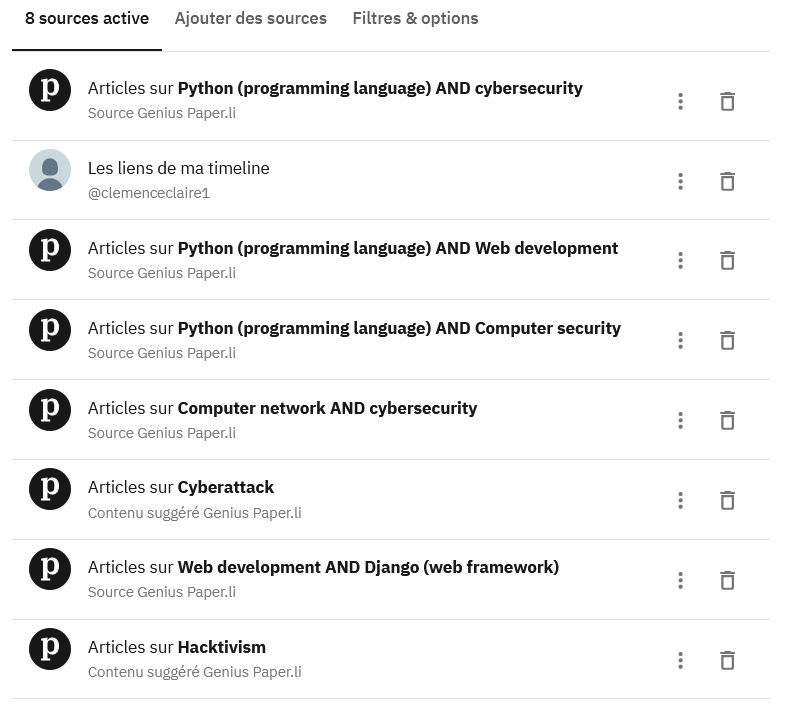 8 sources active Ajouter des sources Filtres & options
Articles sur Python (programming language) AND cybersecurity
Source Genius Paper.li
Les liens de ma timeline
@clemenceclaire1
Articles sur Python (programming language) AND Web development
Source Genius Paper.li
Articles sur Python (programming language) AND Computer security
Source Genius Paper.li
Articles sur Computer network AND cybersecurity
Source Genius Paper.li
Articles sur Cyberattack
Contenu suggéré Genius Paper.li
Articles sur Web development AND Django (web framework)
Source Genius Paper.li
Articles sur Hacktivism
Contenu suggéré Genius Paper.li